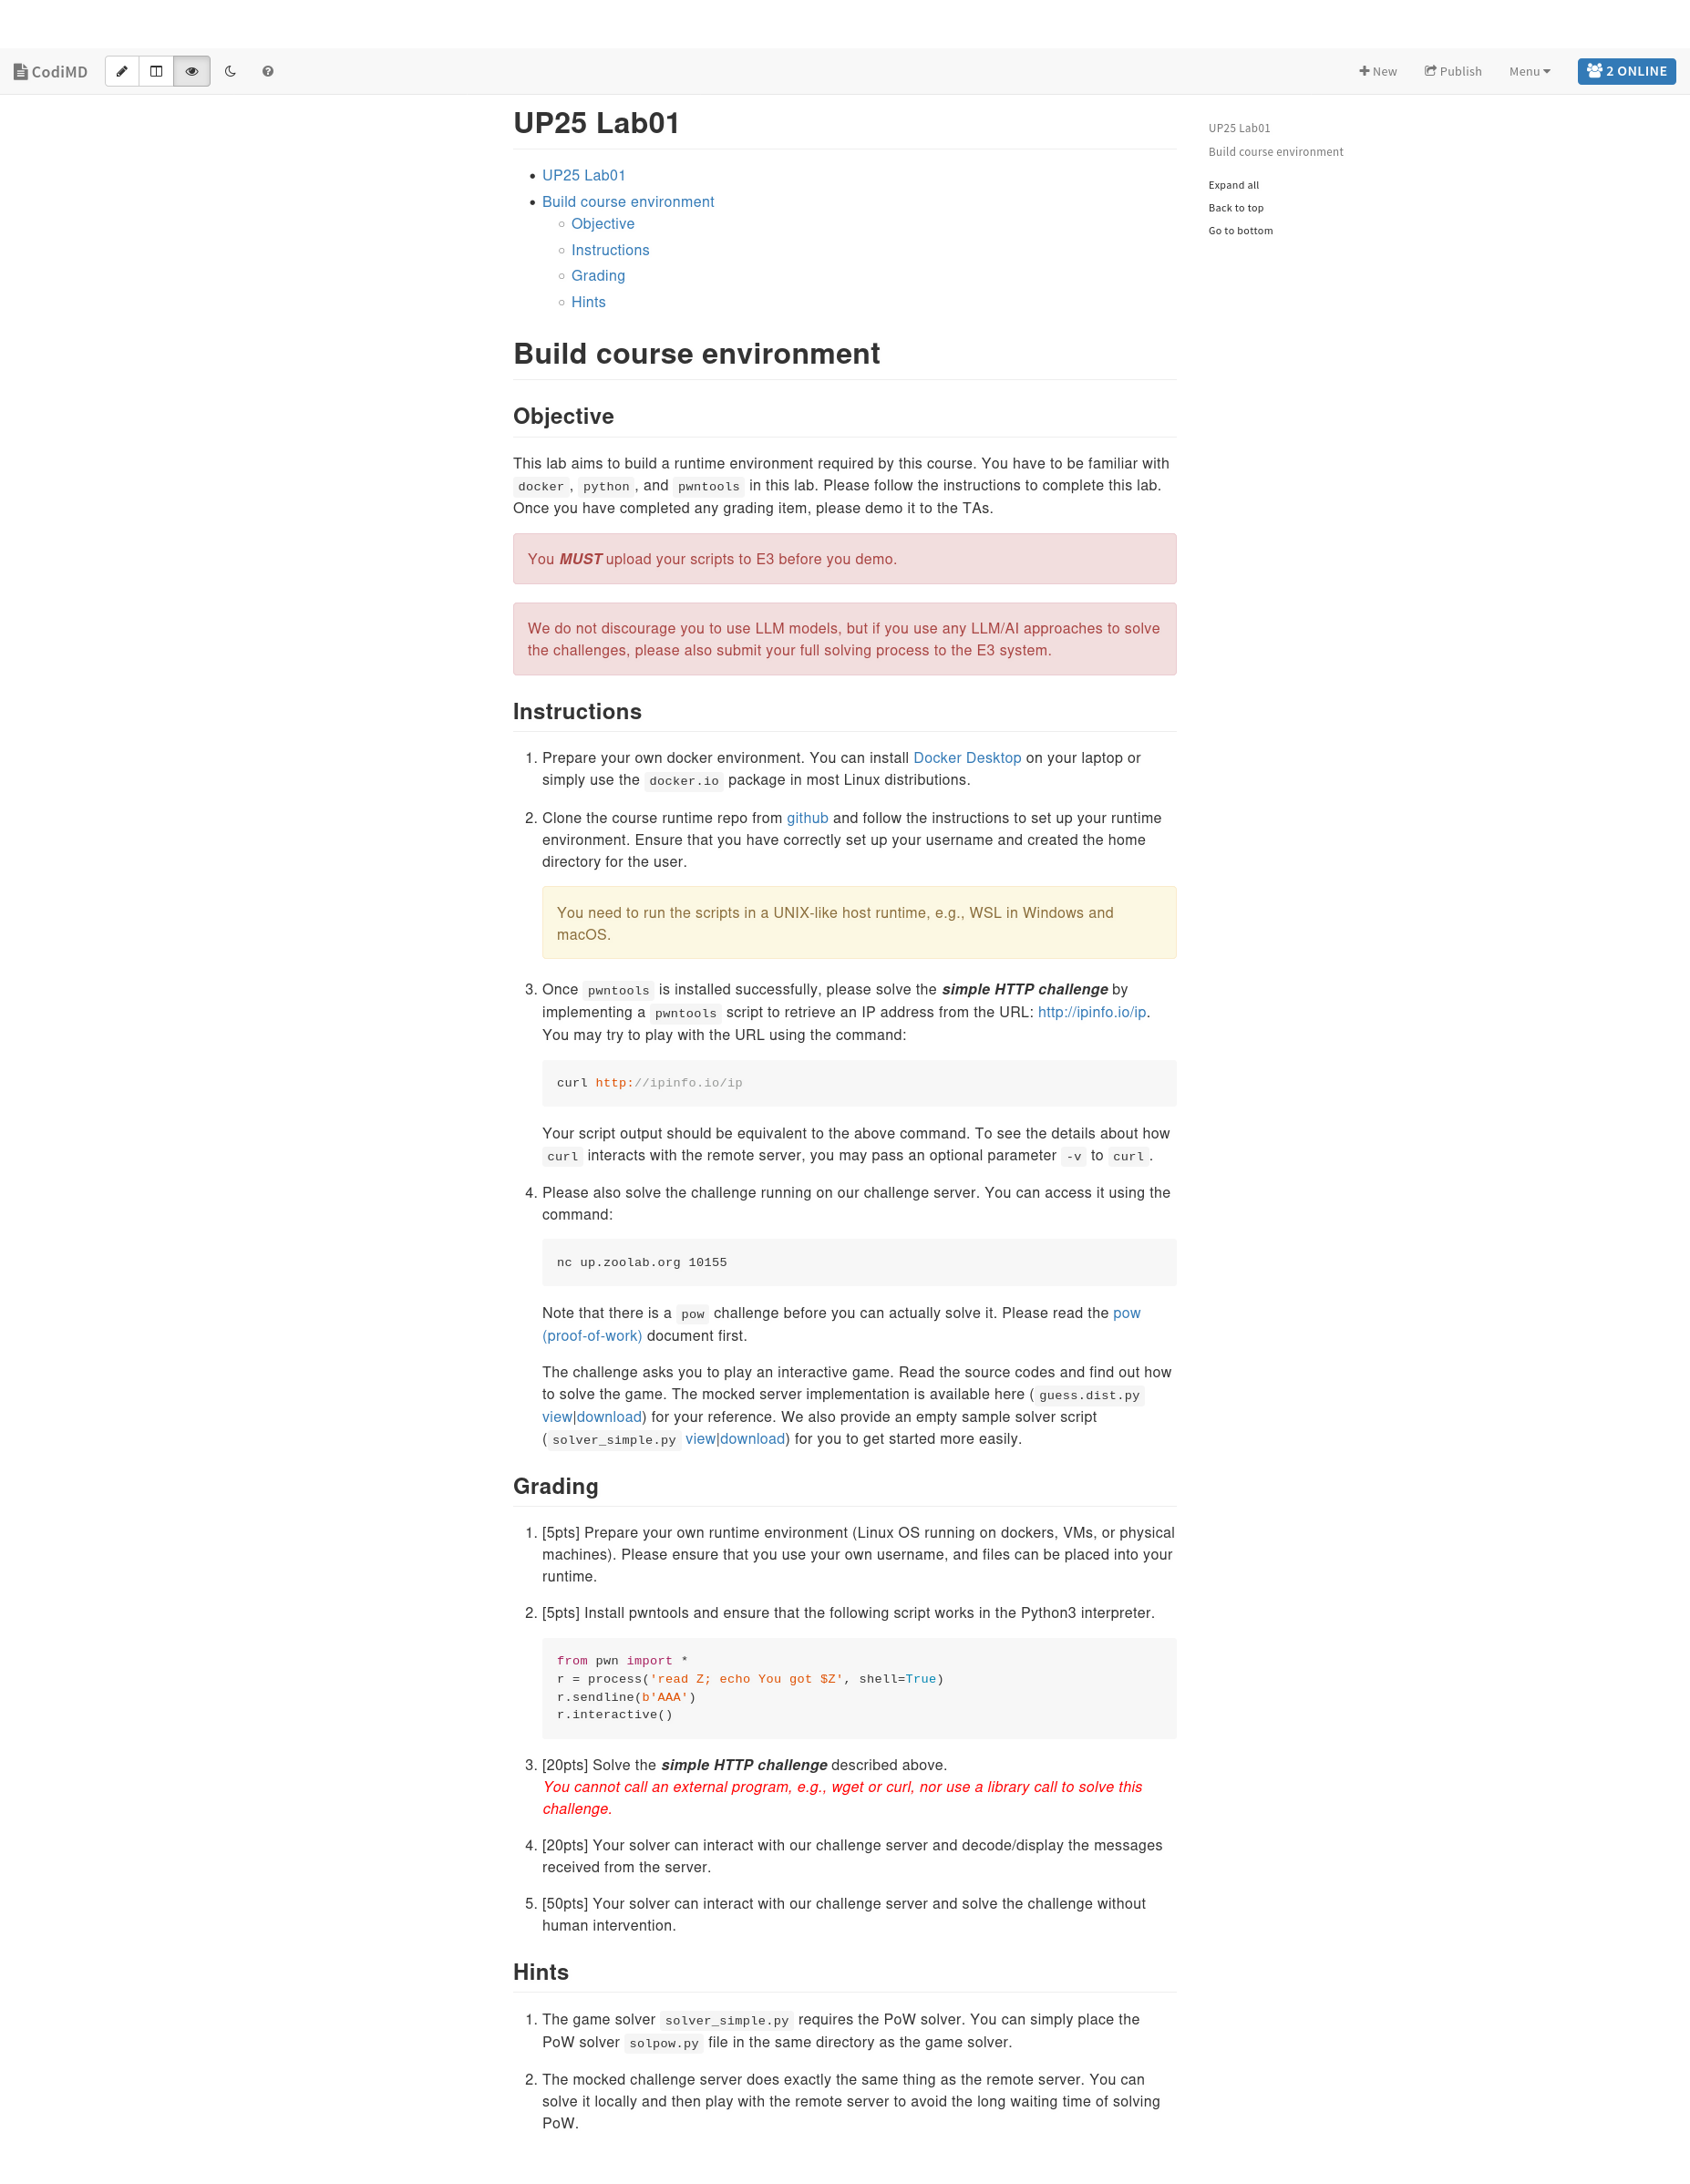 CodiMD
New
Publish
Menu
2 ONLINE
UP25 Lab01
UP25 Lab01
Build course environment
Objective
Instructions
Grading
Hints
UP25 Lab01
Build course environment
Expand all
Back to top
Go to bottom
Build course environment
Objective
This lab aims to build a runtime environment required by this course. You have to be familiar with
docker , python , and pwntools in this lab. Please follow the instructions to complete this lab.
Once you have completed any grading item, please demo it to the TAs.
You MUST upload your scripts to E3 before you demo.
We do not discourage you to use LLM models, but if you use any LLM/AI approaches to solve
the challenges, please also submit your full solving process to the E3 system.
Instructions
1. Prepare your own docker environment. You can install Docker Desktop on your laptop or
simply use the docker.io package in most Linux distributions.
2. Clone the course runtime repo from github and follow the instructions to set up your runtime
environment. Ensure that you have correctly set up your username and created the home
directory for the user.
You need to run the scripts in a UNIX-like host runtime, e.g., WSL in Windows and
macOS.
3. Once pwntools is installed successfully, please solve the simple HTTP challenge by
implementing a pwntools script to retrieve an IP address from the URL: http://ipinfo.io/ip.
You may try to play with the URL using the command:
curl http://ipinfo.io/ip
Your script output should be equivalent to the above command. To see the details about how
curl interacts with the remote server, you may pass an optional parameter -v to curl .
4. Please also solve the challenge running on our challenge server. You can access it using the
command:
nc up.zoolab.org 10155
Note that there is a pow challenge before you can actually solve it. Please read the pow
(proof-of-work) document first.
The challenge asks you to play an interactive game. Read the source codes and find out how
to solve the game. The mocked server implementation is available here ( guess.dist.py
view|download) for your reference. We also provide an empty sample solver script
( solver_simple.py view|download) for you to get started more easily.
Grading
1. [5pts] Prepare your own runtime environment (Linux OS running on dockers, VMs, or physical
machines). Please ensure that you use your own username, and files can be placed into your
runtime.
2. [5pts] Install pwntools and ensure that the following script works in the Python3 interpreter.
from pwn import *
r = process('read Z; echo You got $Z', shell=True)
r.sendline(b'AAA')
r.interactive()
3. [20pts] Solve the simple HTTP challenge described above.
You cannot call an external program, e.g., wget or curl, nor use a library call to solve this
challenge.
4. [20pts] Your solver can interact with our challenge server and decode/display the messages
received from the server.
5. [50pts] Your solver can interact with our challenge server and solve the challenge without
human intervention.
Hints
1. The game solver solver_simple.py requires the PoW solver. You can simply place the
PoW solver solpow.py file in the same directory as the game solver.
2. The mocked challenge server does exactly the same thing as the remote server. You can
solve it locally and then play with the remote server to avoid the long waiting time of solving
PoW.